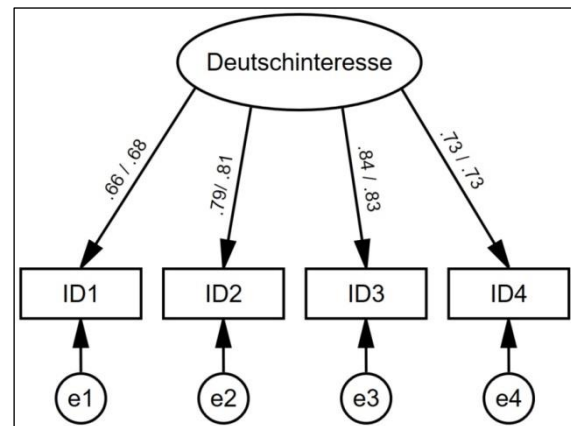 Deutschinteresse
.66 / .68
.79/ .81
.84 / .83
.73 / .73
ID1
ID2
ID3
ID4
e1
e2
e3
e4